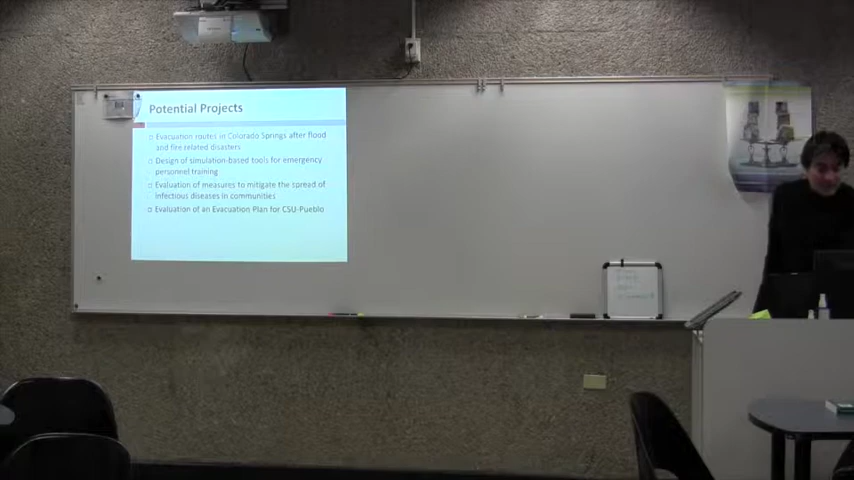 Potential Projects
Evacuation routes in Colorado Springs after flood
and fire related disasters
Design of simulation-based tools for emergency
personnel training
Evaluation of measures to mitigate the spread of
infectious diseases in communities
Evaluation of an Evacuation Plan for CSU-Pueblo